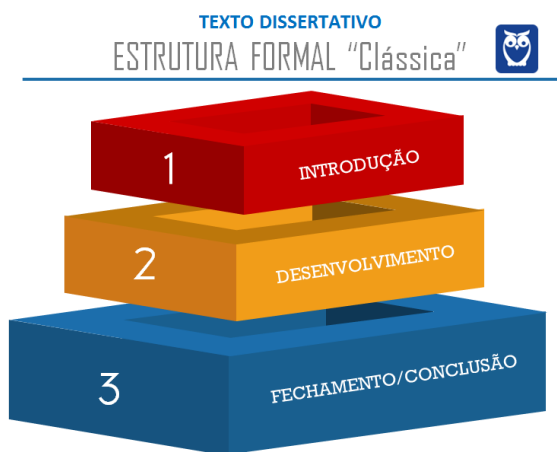 TEXTO DISSERTATIVO
ESTRUTURA FORMAL “Clássica”
1
INTRODUÇÃO
2
DESENVOLVIMENTO
3
FECHAMENTO/CONCLUSÃO